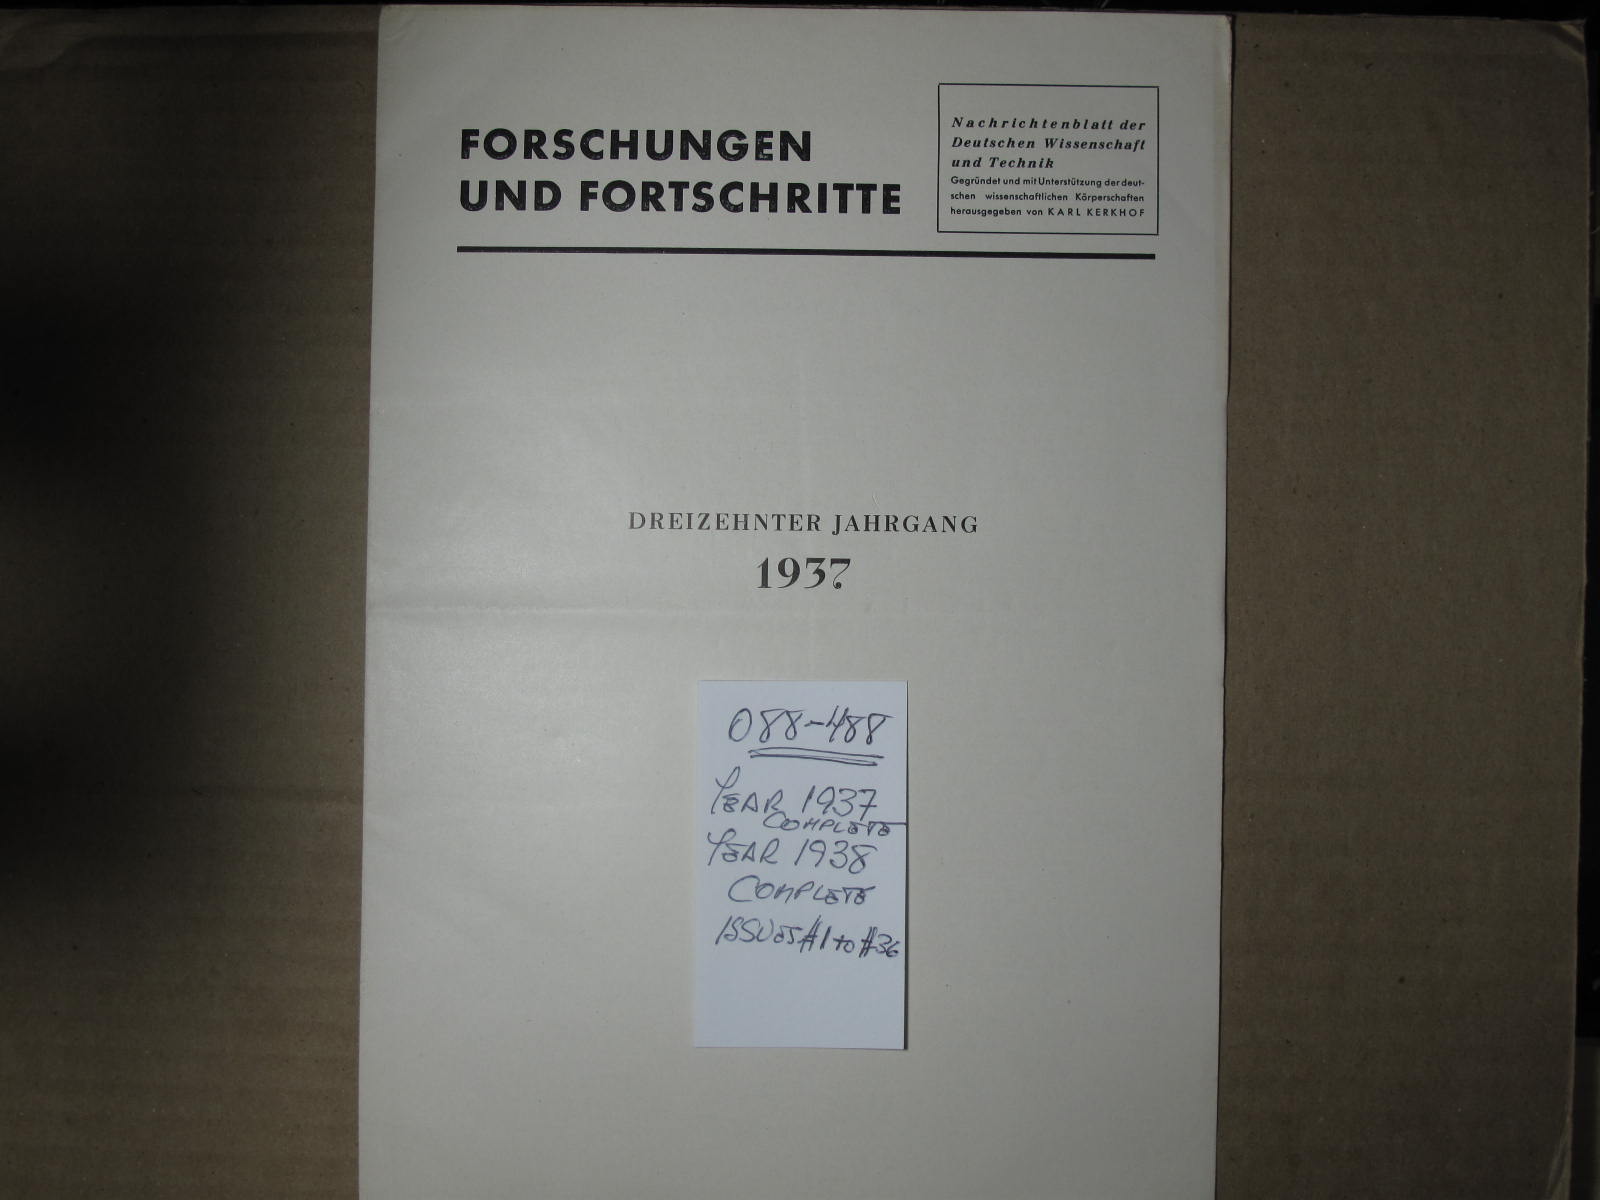 FORSCHUNGEN
UND FORTSCHRITTE
Nachrichtenblatt der
Deutschen Wissenschaft
und Technik
Gegründet und mit Unterstützung der deut-
schen wissenschaftlichen Körperschaften
herausgegeben von KARL KERKHOF
DREIZEHNTER JAHRGANG
1937
088-488
YEAR 1937
COMPLETE
YEAR 1938
COMPLETE
ISSUES #1 to #36